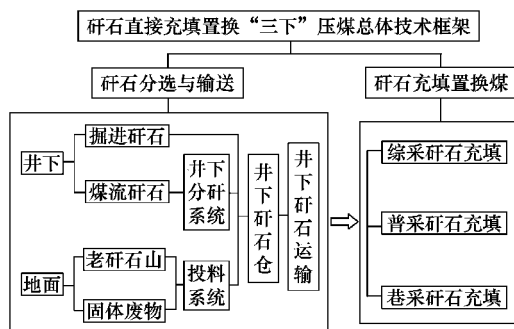 矸石直接充填置换“三下”压煤总体技术框架
矸石分选与输送
矸石充填置换煤
井下
掘进矸石
煤流矸石
井下分矸系统
地面
老矸石山
固体废物
投料系统
井下矸石仓
井下矸石运输
综采矸石充填
普采矸石充填
巷采矸石充填